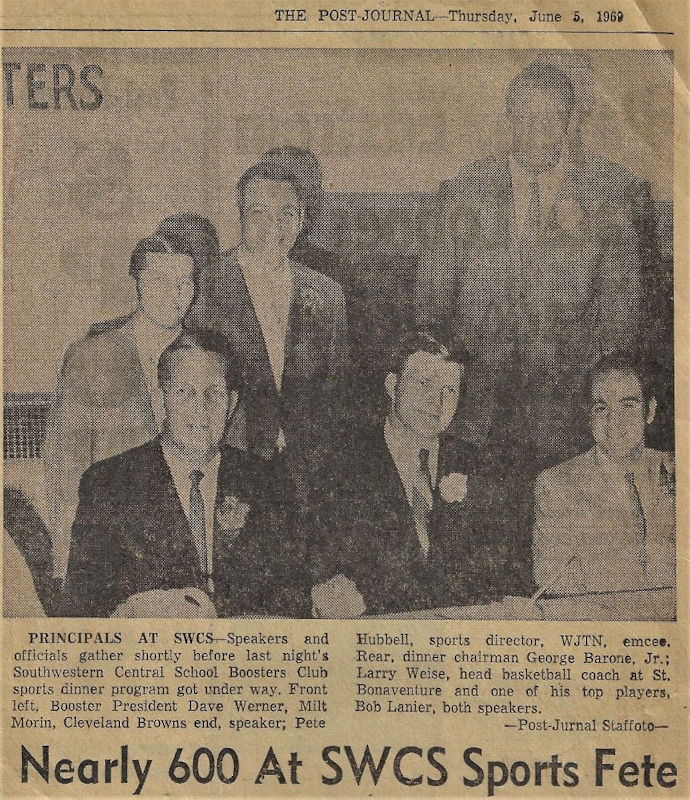 THE POST-JOURNAL—Thursday, June 5, 1969
TERS
PRINCIPALS AT SWCS—Speakers and
officials gather shortly before last night's
Southwestern Central School Boosters Club
sports dinner program got under way. Front
left, Booster President Dave Werner, Milt
Morin, Cleveland Browns end, speaker; Pete
Hubbell, sports director, WJTN, emcee.
Rear, dinner chairman George Barone, Jr.;
Larry Weise, head basketball coach at St.
Bonaventure and one of his top players,
Bob Lanier, both speakers.
—Post-Jurnal Staffoto—
Nearly 600 At SWCS Sports Fete